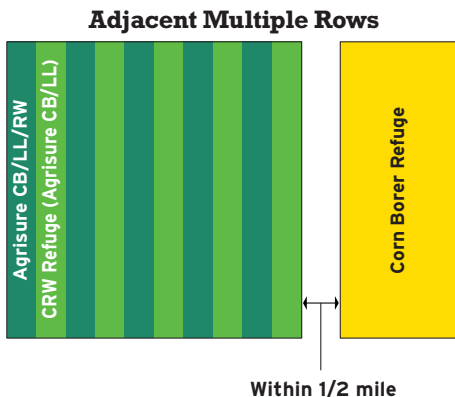 Adjacent Multiple Rows
Agrisure CB/LL/RW
CRW Refuge (Agrisure CB/LL)
Corn Borer Refuge
Within 1/2 mile